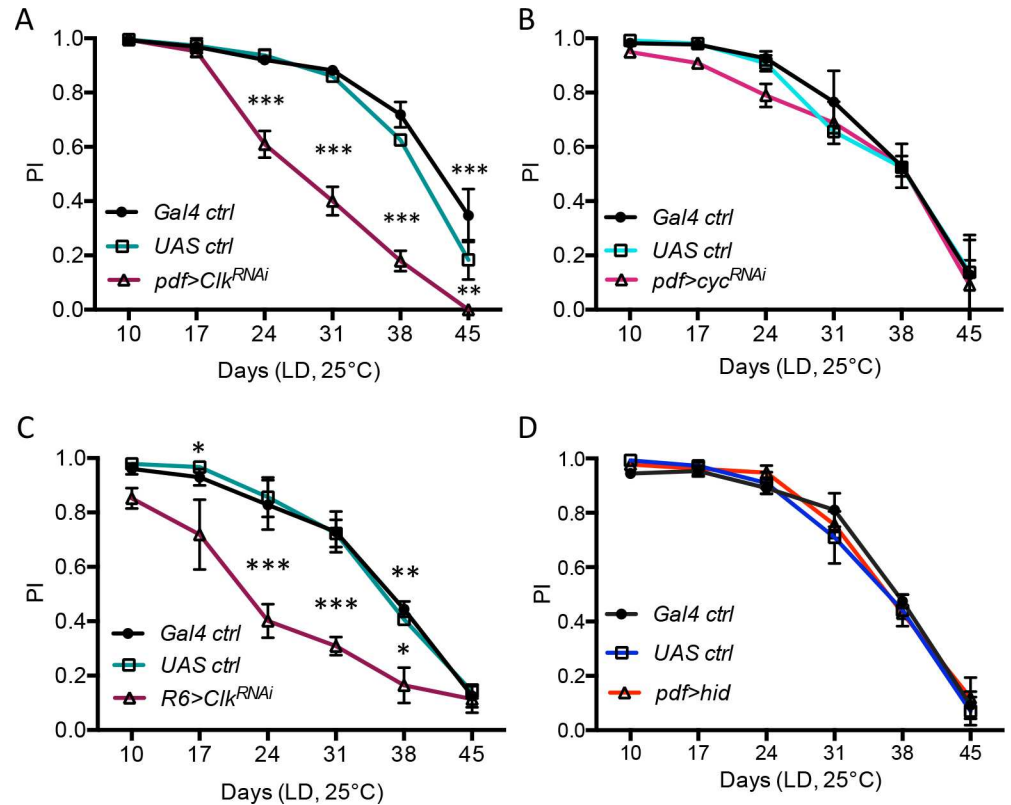 A
PI
1.0
0.8
0.6
0.4
0.2
0.0
***
***
***
***
**
Gal4 ctrl
UAS ctrl
pdf>Clk^RNAi
10 17 24 31 38 45
Days (LD, 25°C)
B
PI
1.0
0.8
0.6
0.4
0.2
0.0
Gal4 ctrl
UAS ctrl
pdf>cyc^RNAi
10 17 24 31 38 45
Days (LD, 25°C)
C
PI
1.0
0.8
0.6
0.4
0.2
0.0
*
***
***
**
*
Gal4 ctrl
UAS ctrl
R6>Clk^RNAi
10 17 24 31 38 45
Days (LD, 25°C)
D
PI
1.0
0.8
0.6
0.4
0.2
0.0
Gal4 ctrl
UAS ctrl
pdf>hid
10 17 24 31 38 45
Days (LD, 25°C)